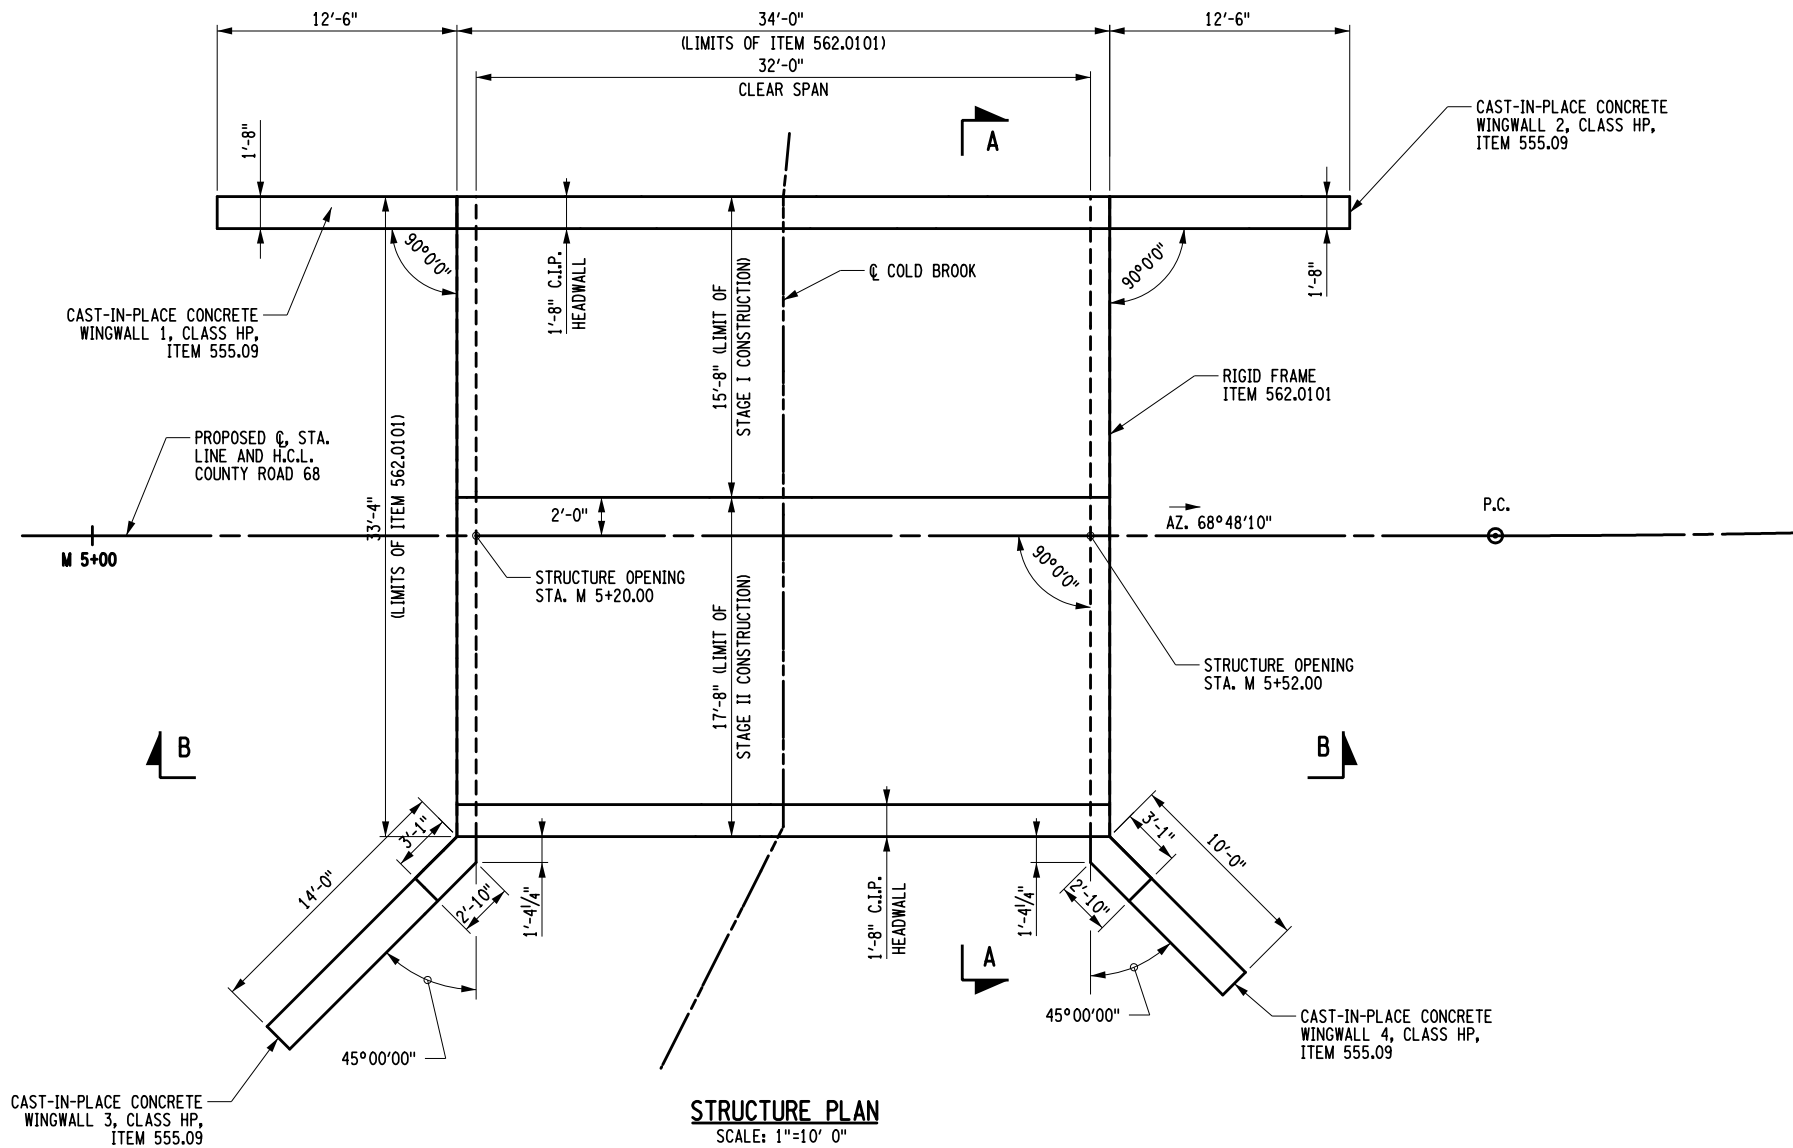 12'-6"
34'-0"
(LIMITS OF ITEM 562.0101)
12'-6"
32'-0"
CLEAR SPAN
A
CAST-IN-PLACE CONCRETE
WINGWALL 2, CLASS HP,
ITEM 555.09
1'-8"
90°0'0"
1'-8" C.I.P.
HEADWALL
15'-8" (LIMIT OF
STAGE I CONSTRUCTION)
℄ COLD BROOK
90°0'0"
1'-8"
CAST-IN-PLACE CONCRETE
WINGWALL 1, CLASS HP,
ITEM 555.09
RIGID FRAME
ITEM 562.0101
PROPOSED ℄, STA.
LINE AND H.C.L.
COUNTY ROAD 68
33'-4"
(LIMITS OF ITEM 562.0101)
2'-0"
AZ. 68°48'10"
P.C.
M 5+00
STRUCTURE OPENING
STA. M 5+20.00
90°0'0"
17'-8" (LIMIT OF
STAGE II CONSTRUCTION)
STRUCTURE OPENING
STA. M 5+52.00
B
B
3'-1"
14'-0"
2'-10"
1'-4¼"
1'-8" C.I.P.
HEADWALL
A
1'-4¼"
2'-10"
3'-1"
10'-0"
45°00'00"
45°00'00"
CAST-IN-PLACE CONCRETE
WINGWALL 4, CLASS HP,
ITEM 555.09
CAST-IN-PLACE CONCRETE
WINGWALL 3, CLASS HP,
ITEM 555.09
STRUCTURE PLAN
SCALE: 1"=10' 0"